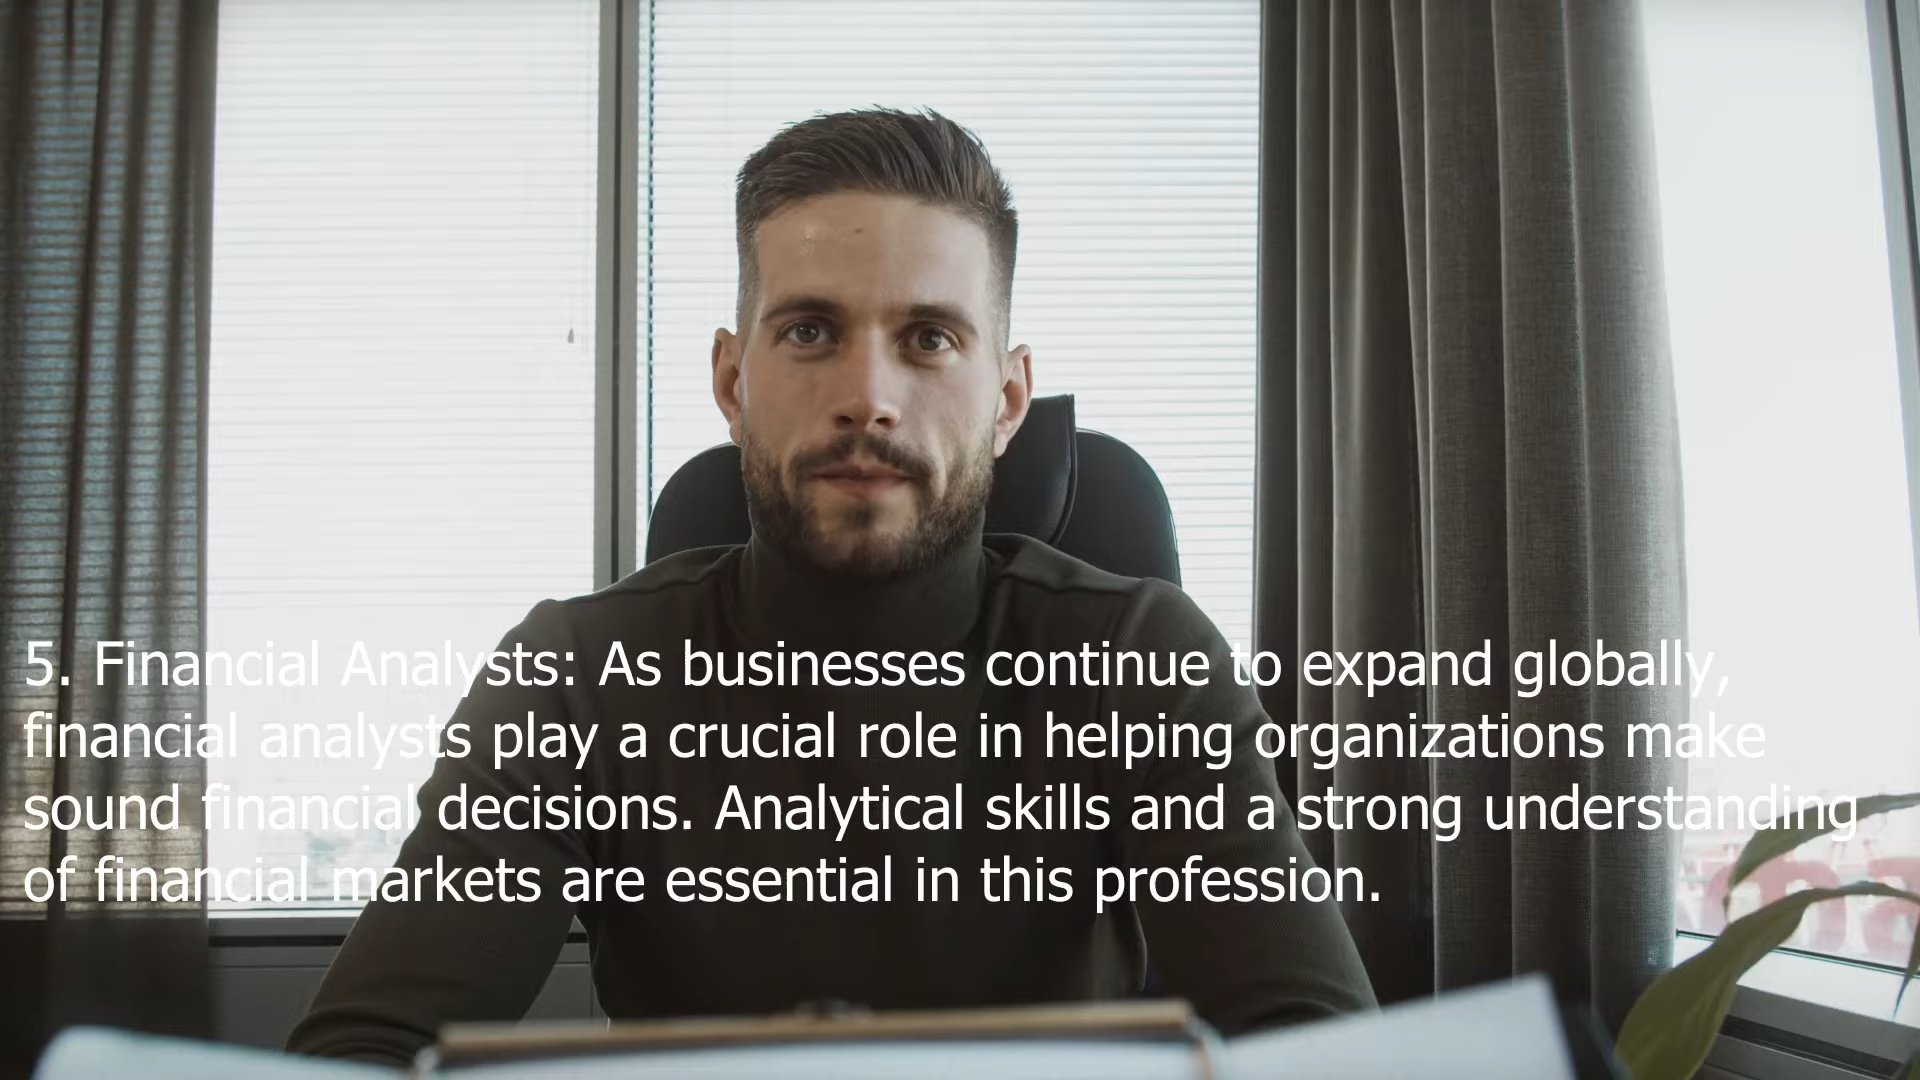 5. Financial Analysts: As businesses continue to expand globally,
financial analysts play a crucial role in helping organizations make
sound financial decisions. Analytical skills and a strong understanding
of financial markets are essential in this profession.